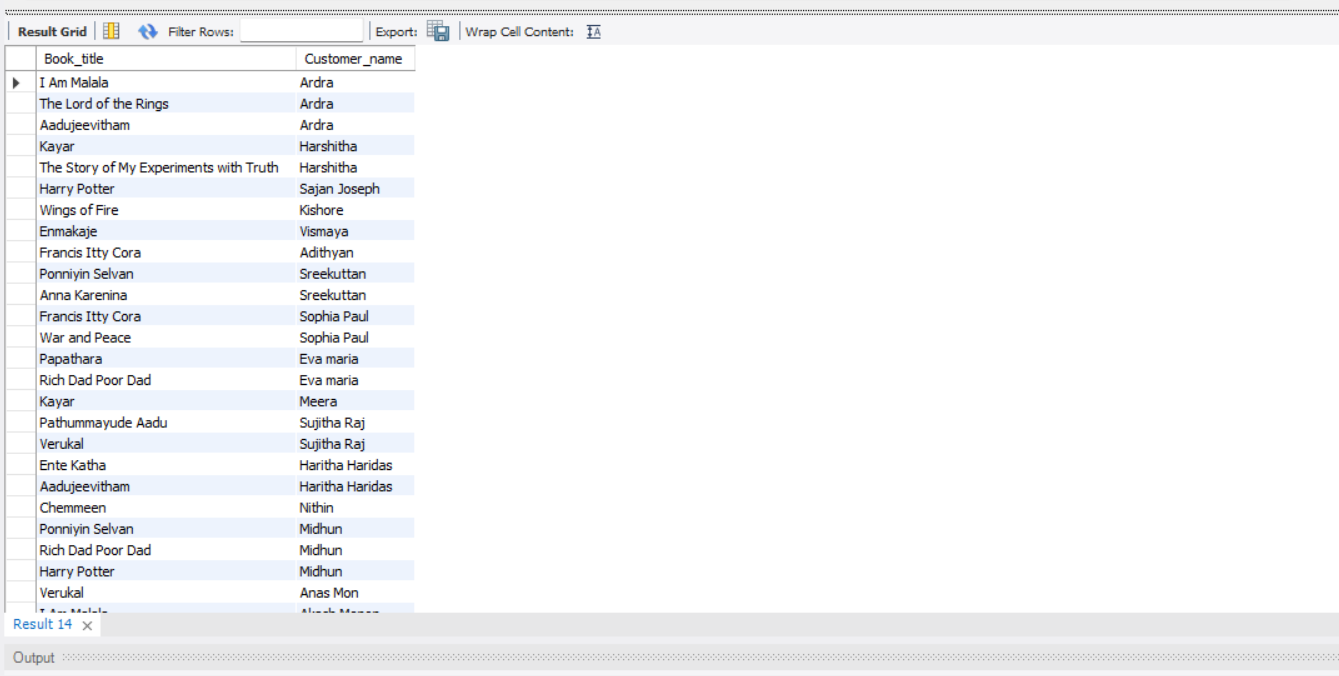 Result Grid Filter Rows: Export: Wrap Cell Content: IA
Book_title Customer_name
I Am Malala Ardra
The Lord of the Rings Ardra
Aadujeevitham Ardra
Kayar Harshitha
The Story of My Experiments with Truth Harshitha
Harry Potter Sajan Joseph
Wings of Fire Kishore
Enmakaje Vismaya
Francis Itty Cora Adithyan
Ponniyin Selvan Sreekuttan
Anna Karenina Sreekuttan
Francis Itty Cora Sophia Paul
War and Peace Sophia Paul
Papathara Eva maria
Rich Dad Poor Dad Eva maria
Kayar Meera
Pathummayude Aadu Sujitha Raj
Verukal Sujitha Raj
Ente Katha Haritha Haridas
Aadujeevitham Haritha Haridas
Chemmeen Nithin
Ponniyin Selvan Midhun
Rich Dad Poor Dad Midhun
Harry Potter Midhun
Verukal Anas Mon
I Am Malala
Result 14
Output